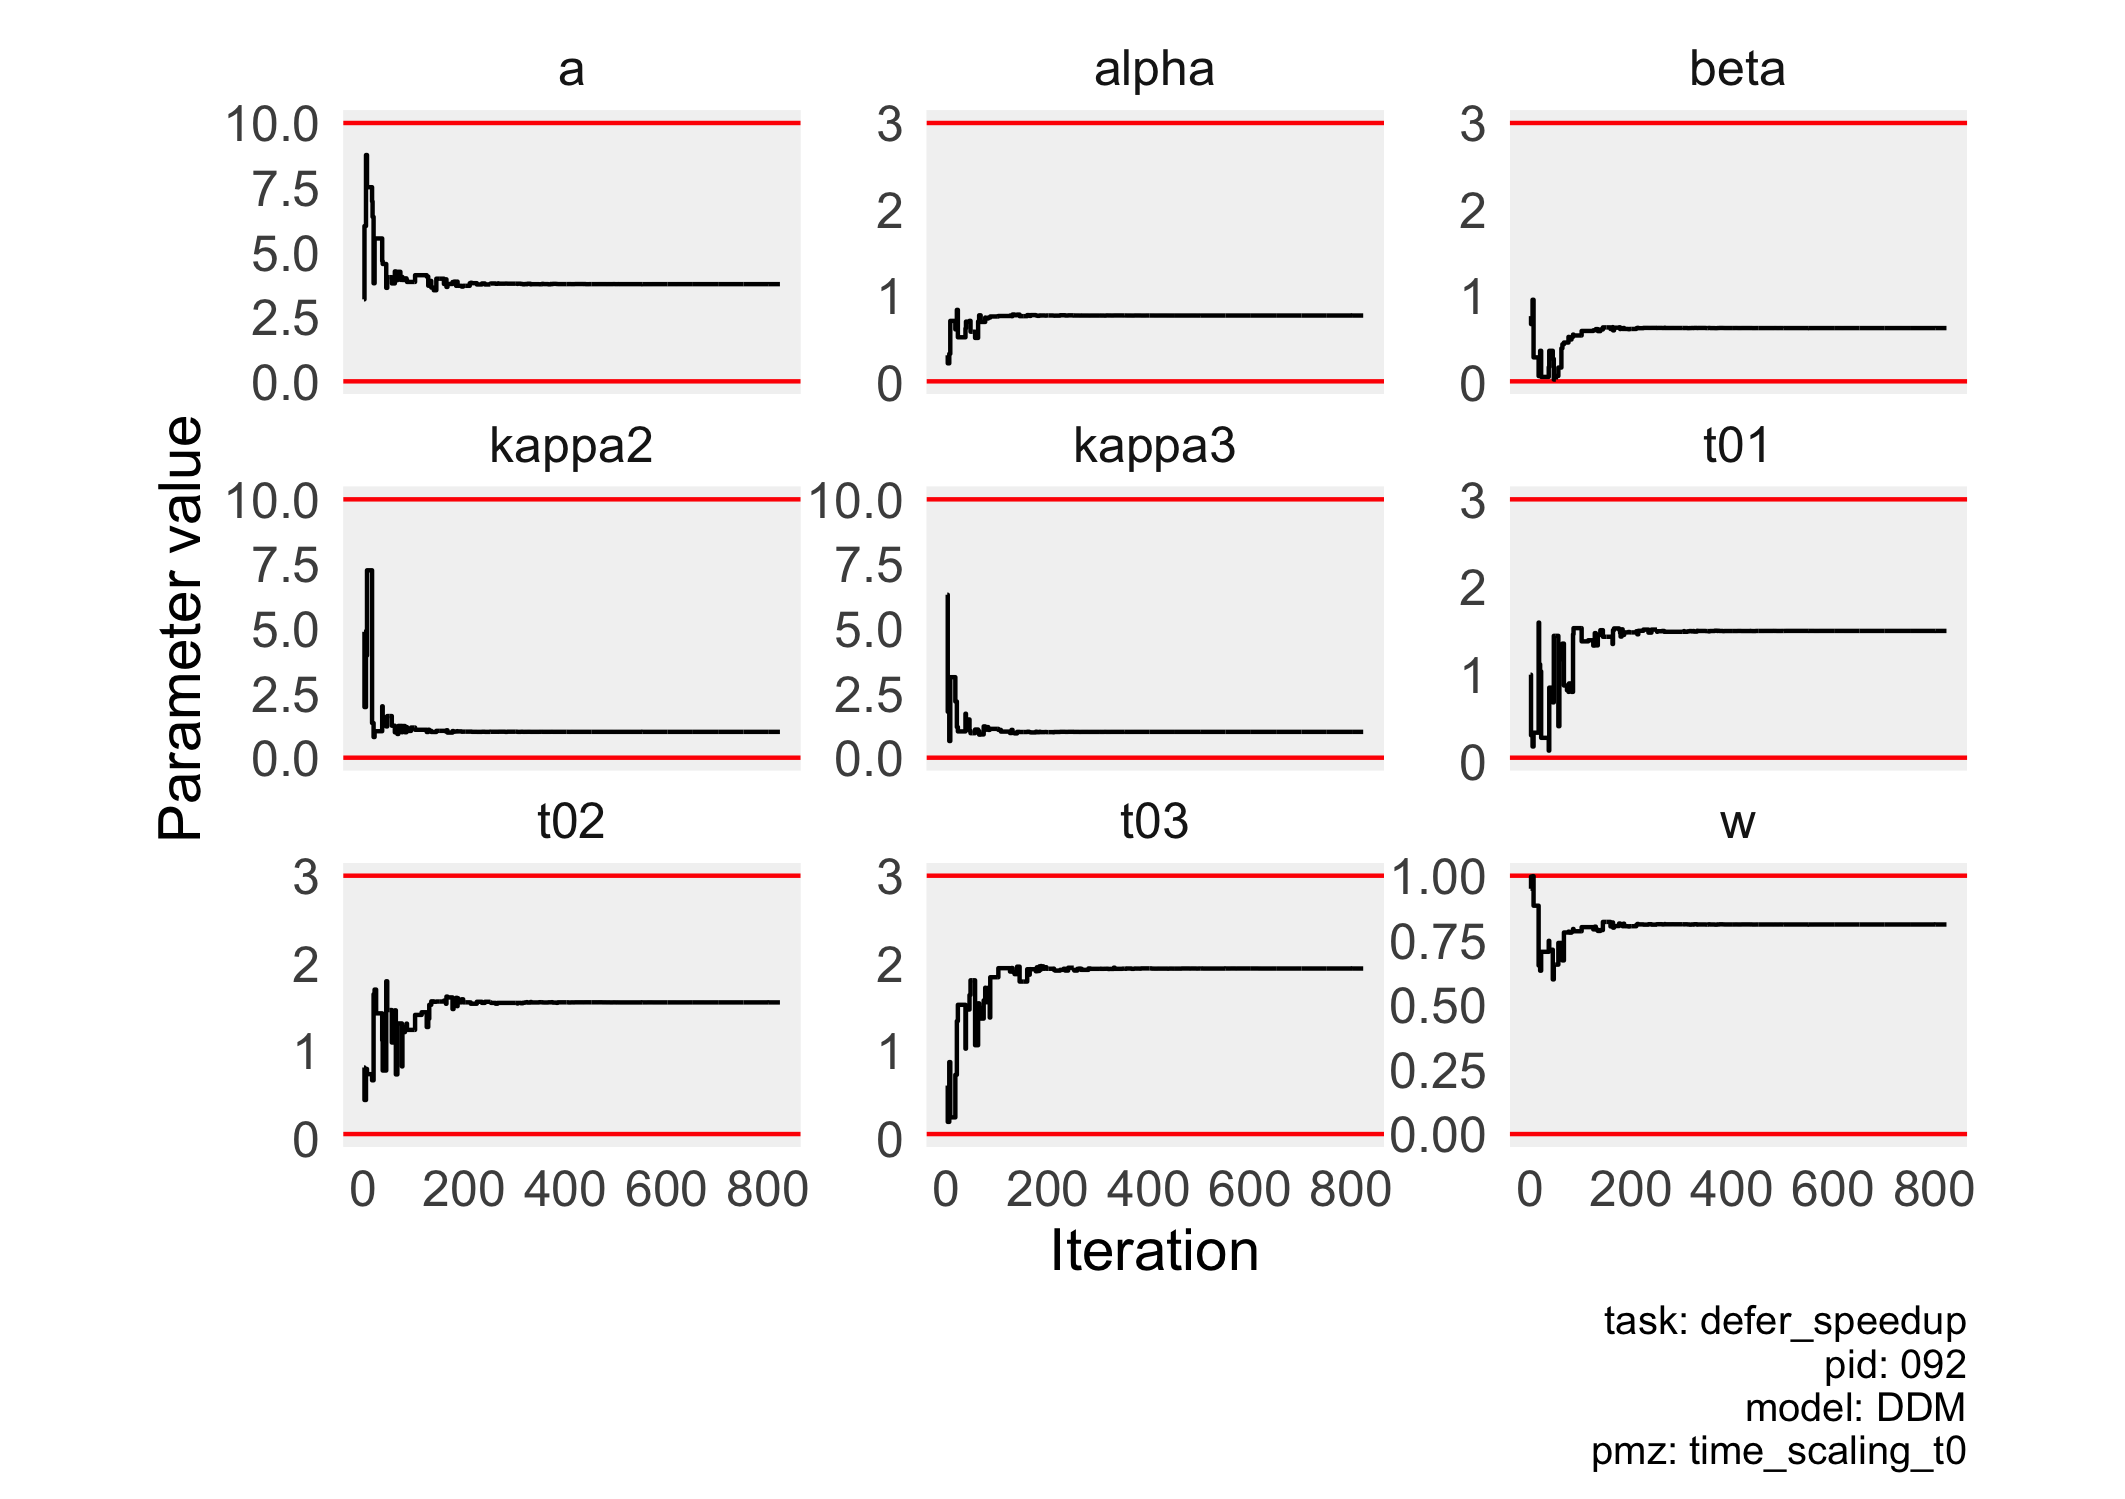 a
alpha
beta
10.0
7.5
5.0
2.5
0.0
3
2
1
0
3
2
1
0
kappa2
kappa3
t01
10.0
7.5
5.0
2.5
0.0
10.0
7.5
5.0
2.5
0.0
3
2
1
0
t02
t03
w
3
2
1
0
3
2
1
0
1.00
0.75
0.50
0.25
0.00
0 200 400 600 800
0 200 400 600 800
0 200 400 600 800
Parameter value
Iteration
task: defer_speedup
pid: 092
model: DDM
pmz: time_scaling_t0